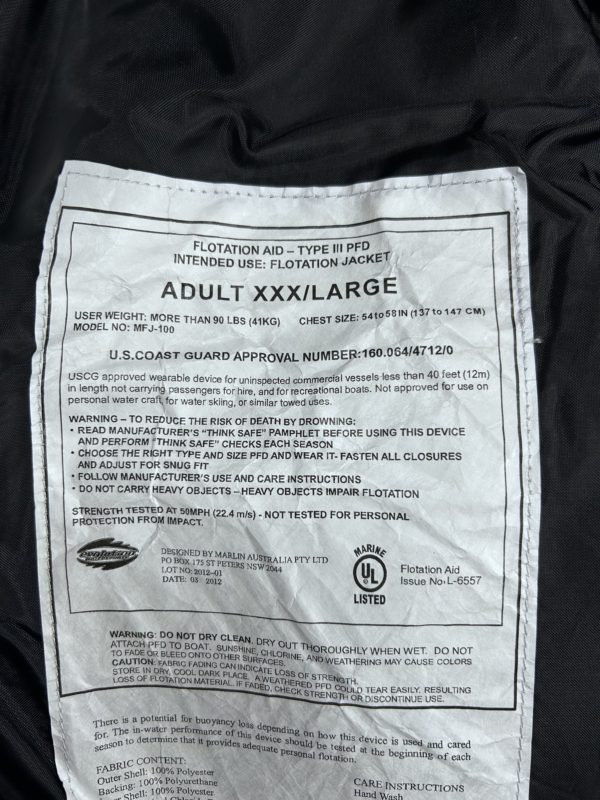 FLOTATION AID – TYPE III PFD
INTENDED USE: FLOTATION JACKET
ADULT XXX/LARGE
USER WEIGHT: MORE THAN 90 LBS (41KG) CHEST SIZE: 54 to 58 IN (137 to 147 CM)
MODEL NO: MFJ-100
U.S.COAST GUARD APPROVAL NUMBER:160.064/4712/0
USCG approved wearable device for uninspected commercial vessels less than 40 feet (12m)
in length not carrying passengers for hire, and for recreational boats. Not approved for use on
personal water craft, for water skiing, or similar towed uses.
WARNING – TO REDUCE THE RISK OF DEATH BY DROWNING:
• READ MANUFACTURER'S "THINK SAFE" PAMPHLET BEFORE USING THIS DEVICE
AND PERFORM "THINK SAFE" CHECKS EACH SEASON
• CHOOSE THE RIGHT TYPE AND SIZE PFD AND WEAR IT- FASTEN ALL CLOSURES
AND ADJUST FOR SNUG FIT
• FOLLOW MANUFACTURER'S USE AND CARE INSTRUCTIONS
• DO NOT CARRY HEAVY OBJECTS – HEAVY OBJECTS IMPAIR FLOTATION
STRENGTH TESTED AT 50MPH (22.4 m/s) - NOT TESTED FOR PERSONAL
PROTECTION FROM IMPACT.
evolution
DESIGNED BY MARLIN AUSTRALIA PTY LTD
PO BOX 175 ST PETERS NSW 2044
LOT NO: 2012-01
DATE: 03 2012
MARINE
UL
LISTED
Flotation Aid
Issue No. L-6557
WARNING: DO NOT DRY CLEAN. DRY OUT THOROUGHLY WHEN WET. DO NOT
ATTACH PFD TO BOAT. SUNSHINE, CHLORINE, AND WEATHERING MAY CAUSE COLORS
TO FADE OR BLEED ONTO OTHER SURFACES.
CAUTION: FABRIC FADING CAN INDICATE LOSS OF STRENGTH.
STORE IN DRY, COOL DARK PLACE. A WEATHERED PFD COULD TEAR EASILY. RESULTING
LOSS OF FLOTATION MATERIAL. IF FADED, CHECK STRENGTH OR DISCONTINUE USE.
There is a potential for buoyancy loss depending on how this device is used and cared
for. The in-water performance of this device should be tested at the beginning of each
season to determine that it provides adequate personal flotation.
FABRIC CONTENT:
Outer Shell: 100% Polyester
Backing: 100% Polyurethane
100% Polyester
CARE INSTRUCTIONS
Hand Wash